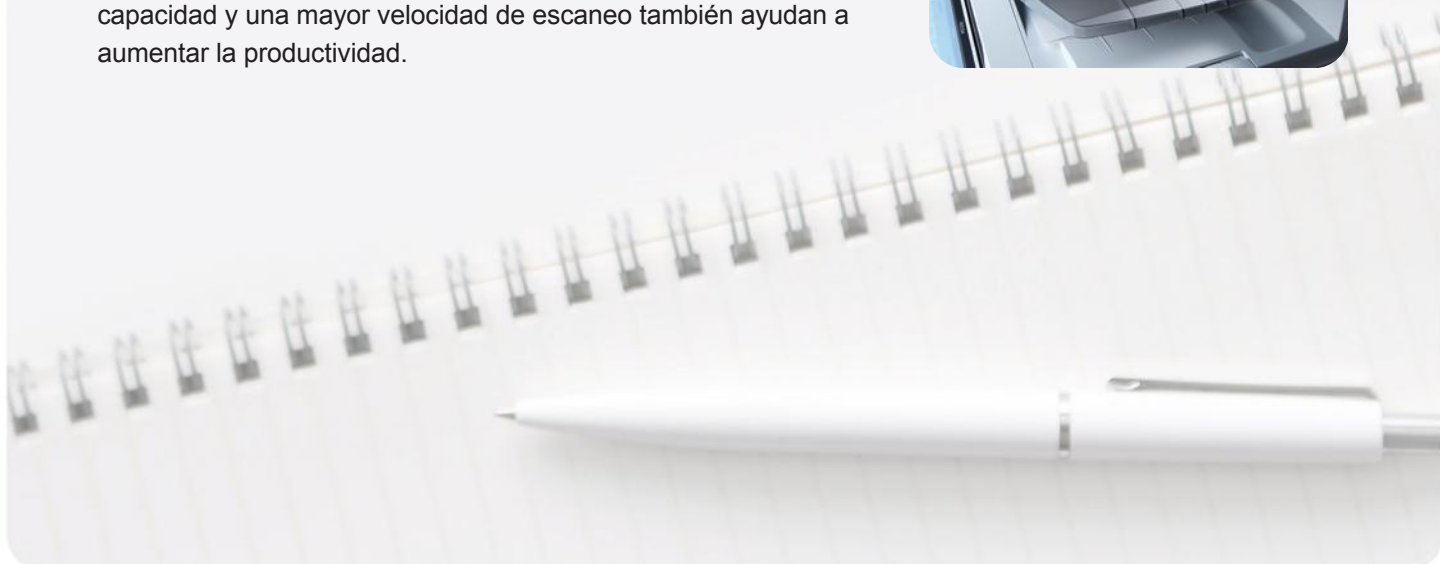 capacidad y una mayor velocidad de escaneo también ayudan a
aumentar la productividad.